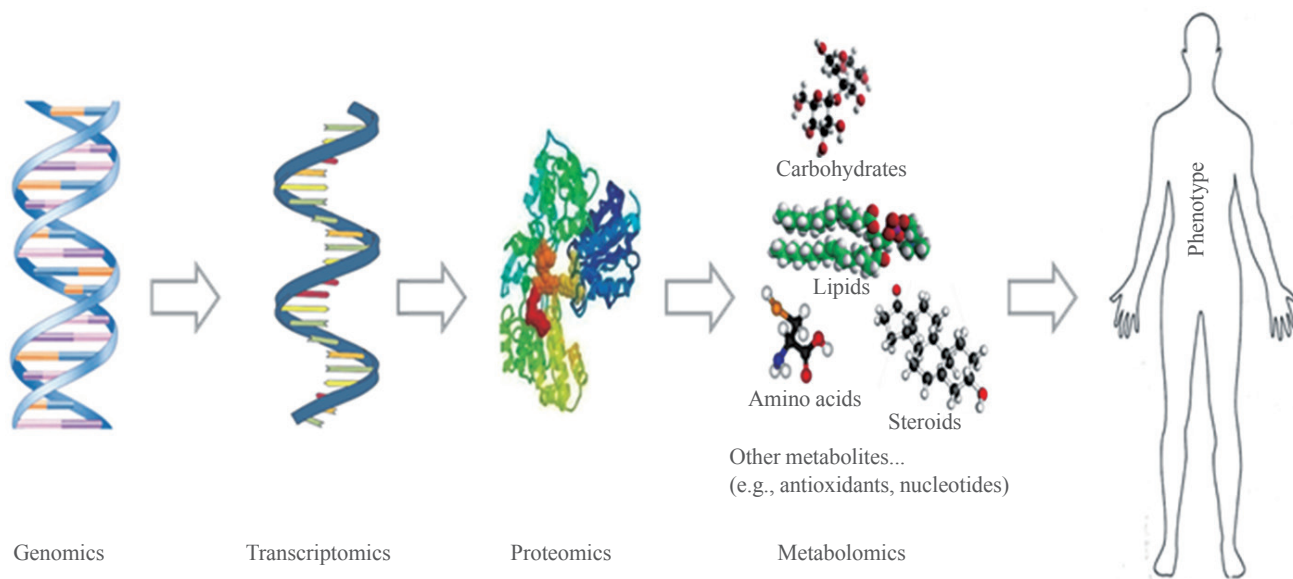 Carbohydrates
Lipids
Amino acids
Steroids
Other metabolites...
(e.g., antioxidants, nucleotides)
Phenotype
Genomics
Transcriptomics
Proteomics
Metabolomics